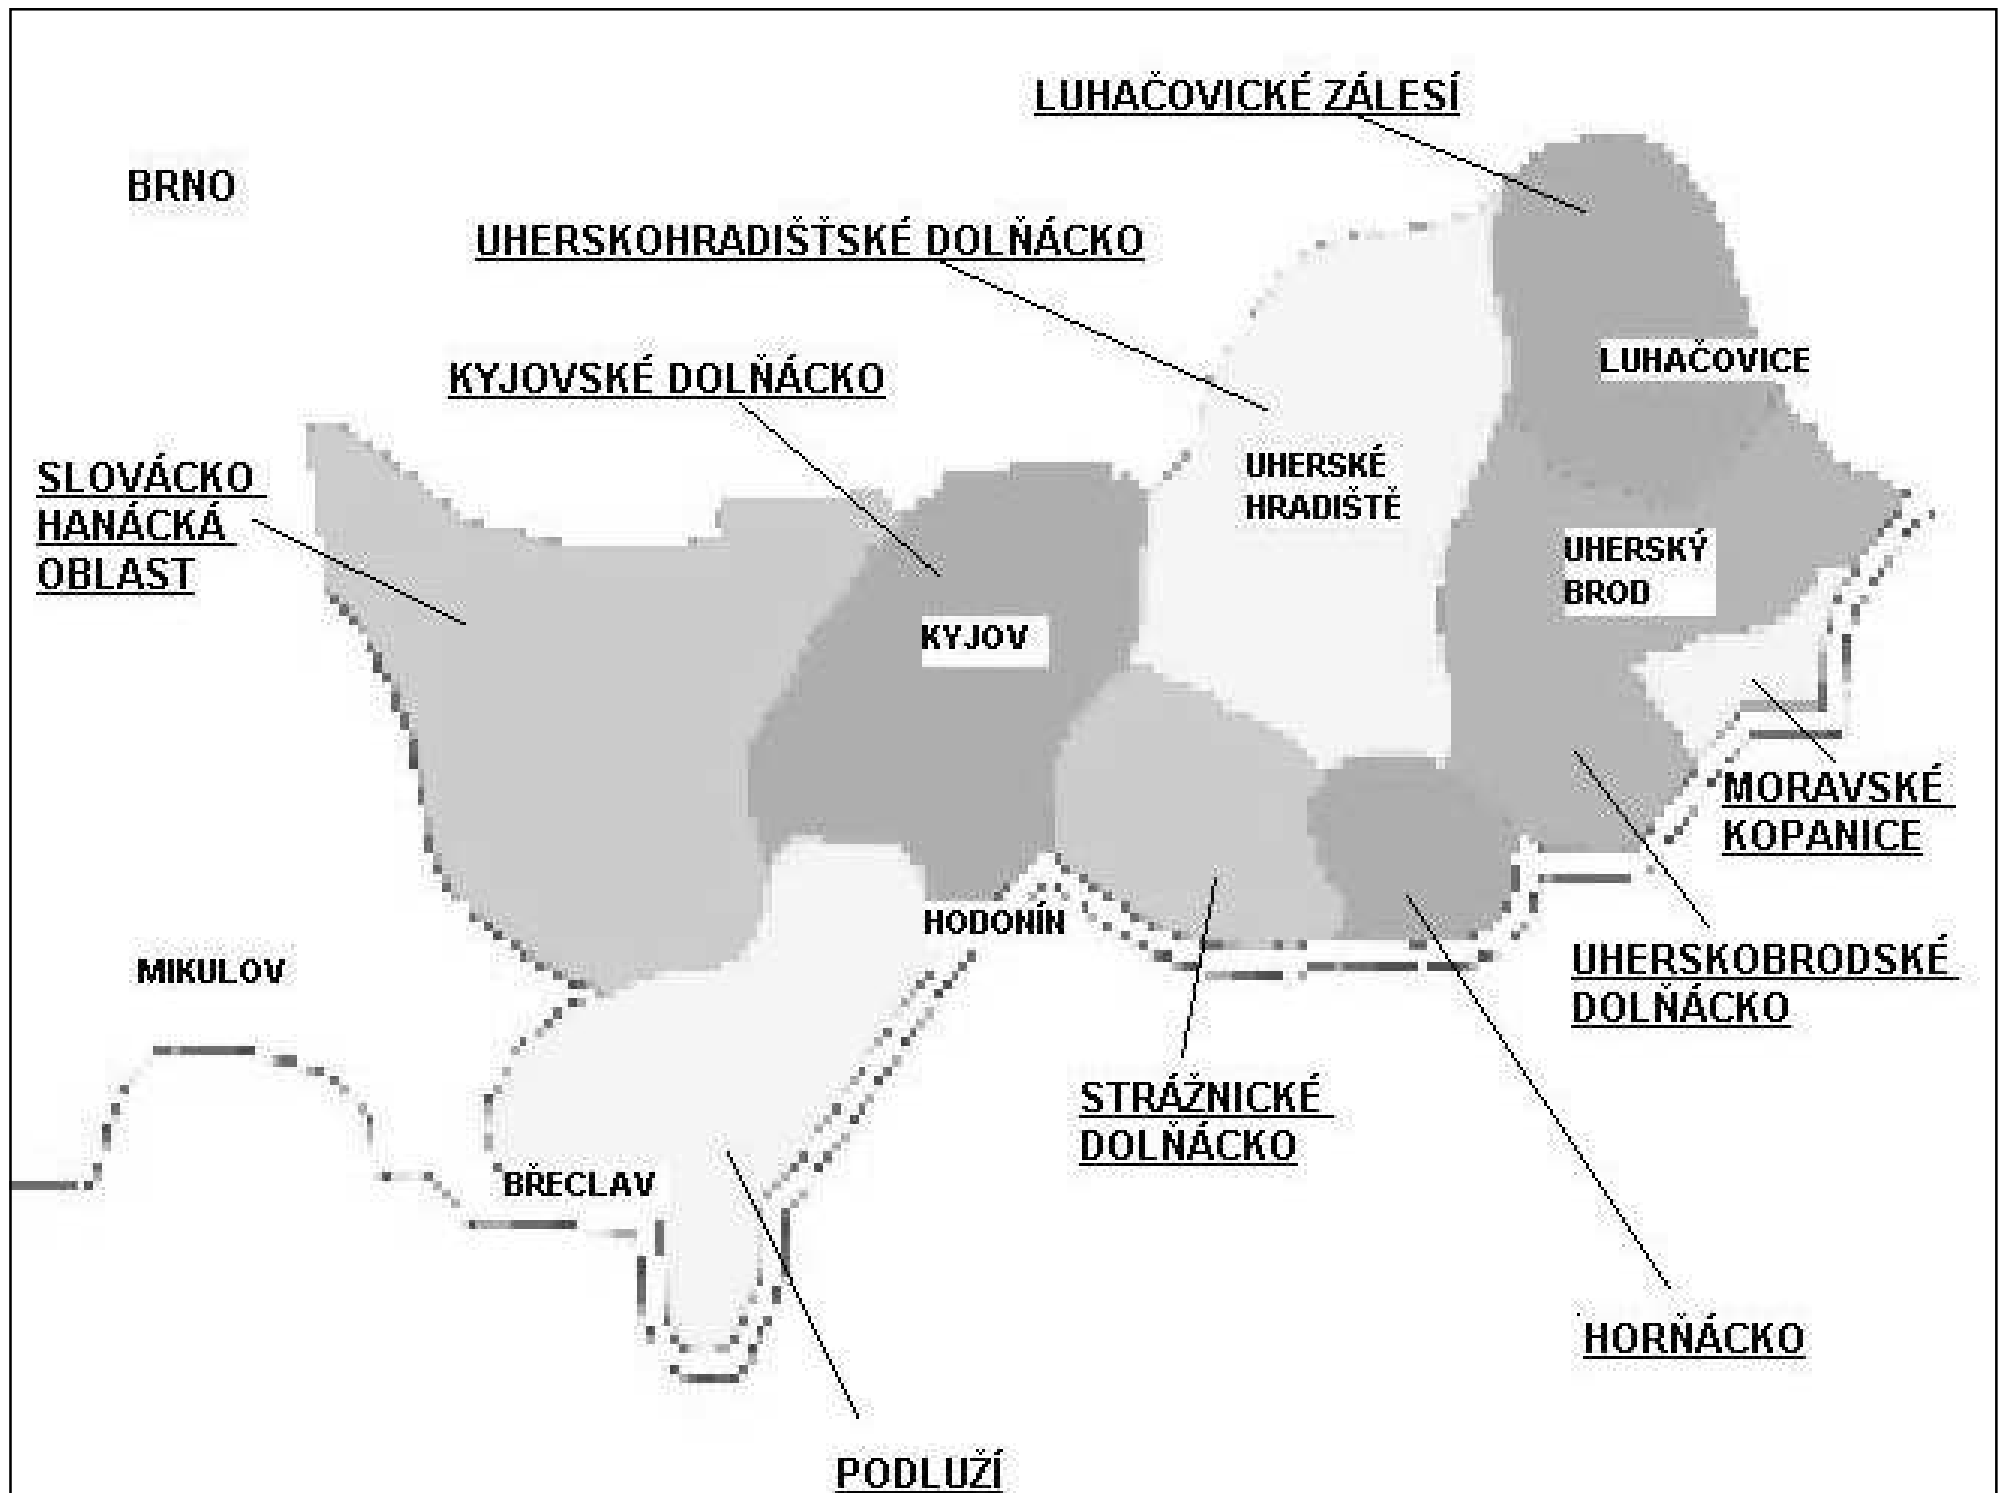 LUHAČOVICKÉ ZÁLESÍ
BRNO
UHERSKOHRADIŠŤSKÉ DOLŇÁCKO
LUHAČOVICE
KYJOVSKÉ DOLŇÁCKO
SLOVÁCKO
HANÁCKÁ
OBLAST
UHERSKÉ
HRADIŠTĚ
UHERSKÝ
BROD
KYJOV
MORAVSKÉ
KOPANICE
HODONÍN
MIKULOV
UHERSKOBRODSKÉ
DOLŇÁCKO
STRÁŽNICKÉ
DOLŇÁCKO
BŘECLAV
HORŇÁCKO
PODLUŽÍ